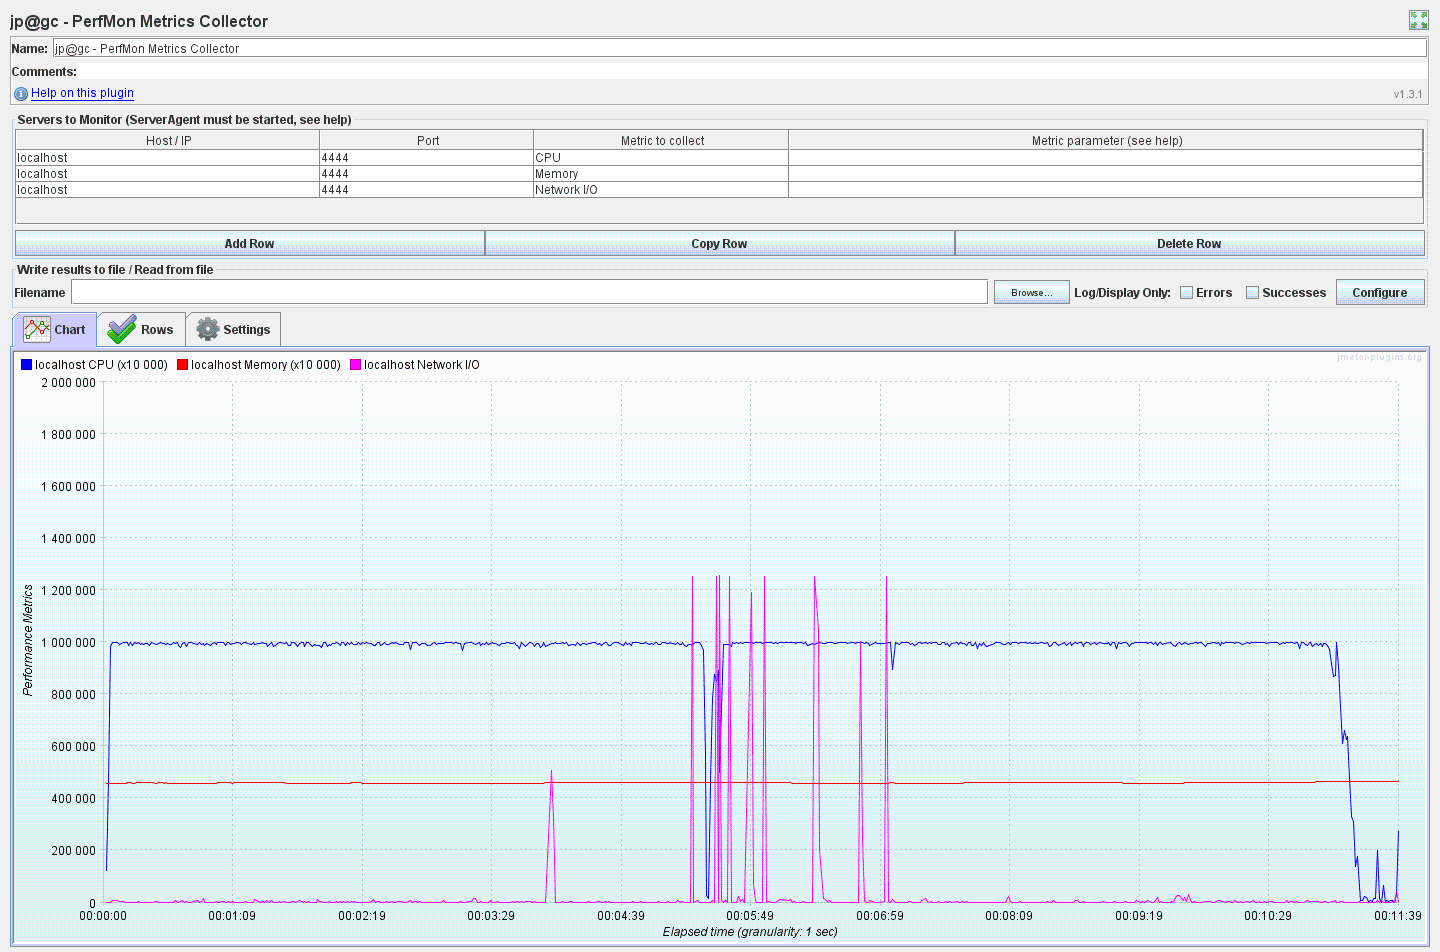 jp@gc - PerfMon Metrics Collector
Name: jp@gc - PerfMon Metrics Collector
Comments:
Help on this plugin
v1.3.1
Servers to Monitor (ServerAgent must be started, see help)
Host / IP Port Metric to collect Metric parameter (see help)
localhost 4444 CPU
localhost 4444 Memory
localhost 4444 Network I/O
Add Row Copy Row Delete Row
Write results to file / Read from file
Filename Browse... Log/Display Only: Errors Successes Configure
Chart Rows Settings
localhost CPU (x10 000) localhost Memory (x10 000) localhost Network I/O
jmeter-plugins.org
2 000 000
1 800 000
1 600 000
1 400 000
1 200 000
1 000 000
800 000
600 000
400 000
200 000
0
Performance Metrics
00:00:00 00:01:09 00:02:19 00:03:29 00:04:39 00:05:49 00:06:59 00:08:09 00:09:19 00:10:29 00:11:39
Elapsed time (granularity: 1 sec)